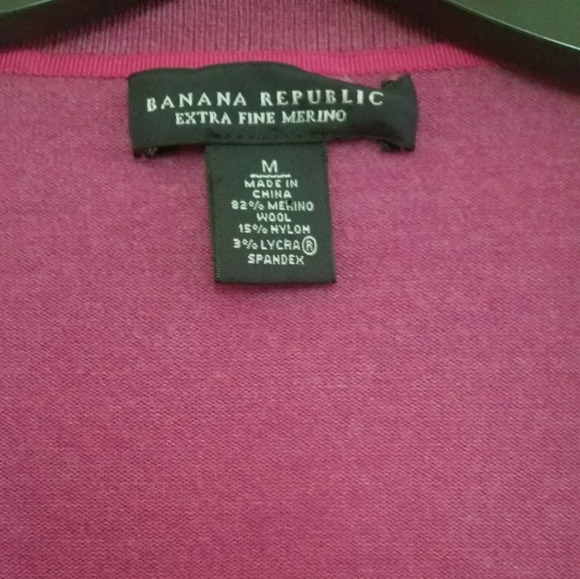 BANANA REPUBLIC
EXTRA FINE MERINO
M
MADE IN
CHINA
82% MERINO
WOOL
15% NYLON
3% LYCRA®
SPANDEX